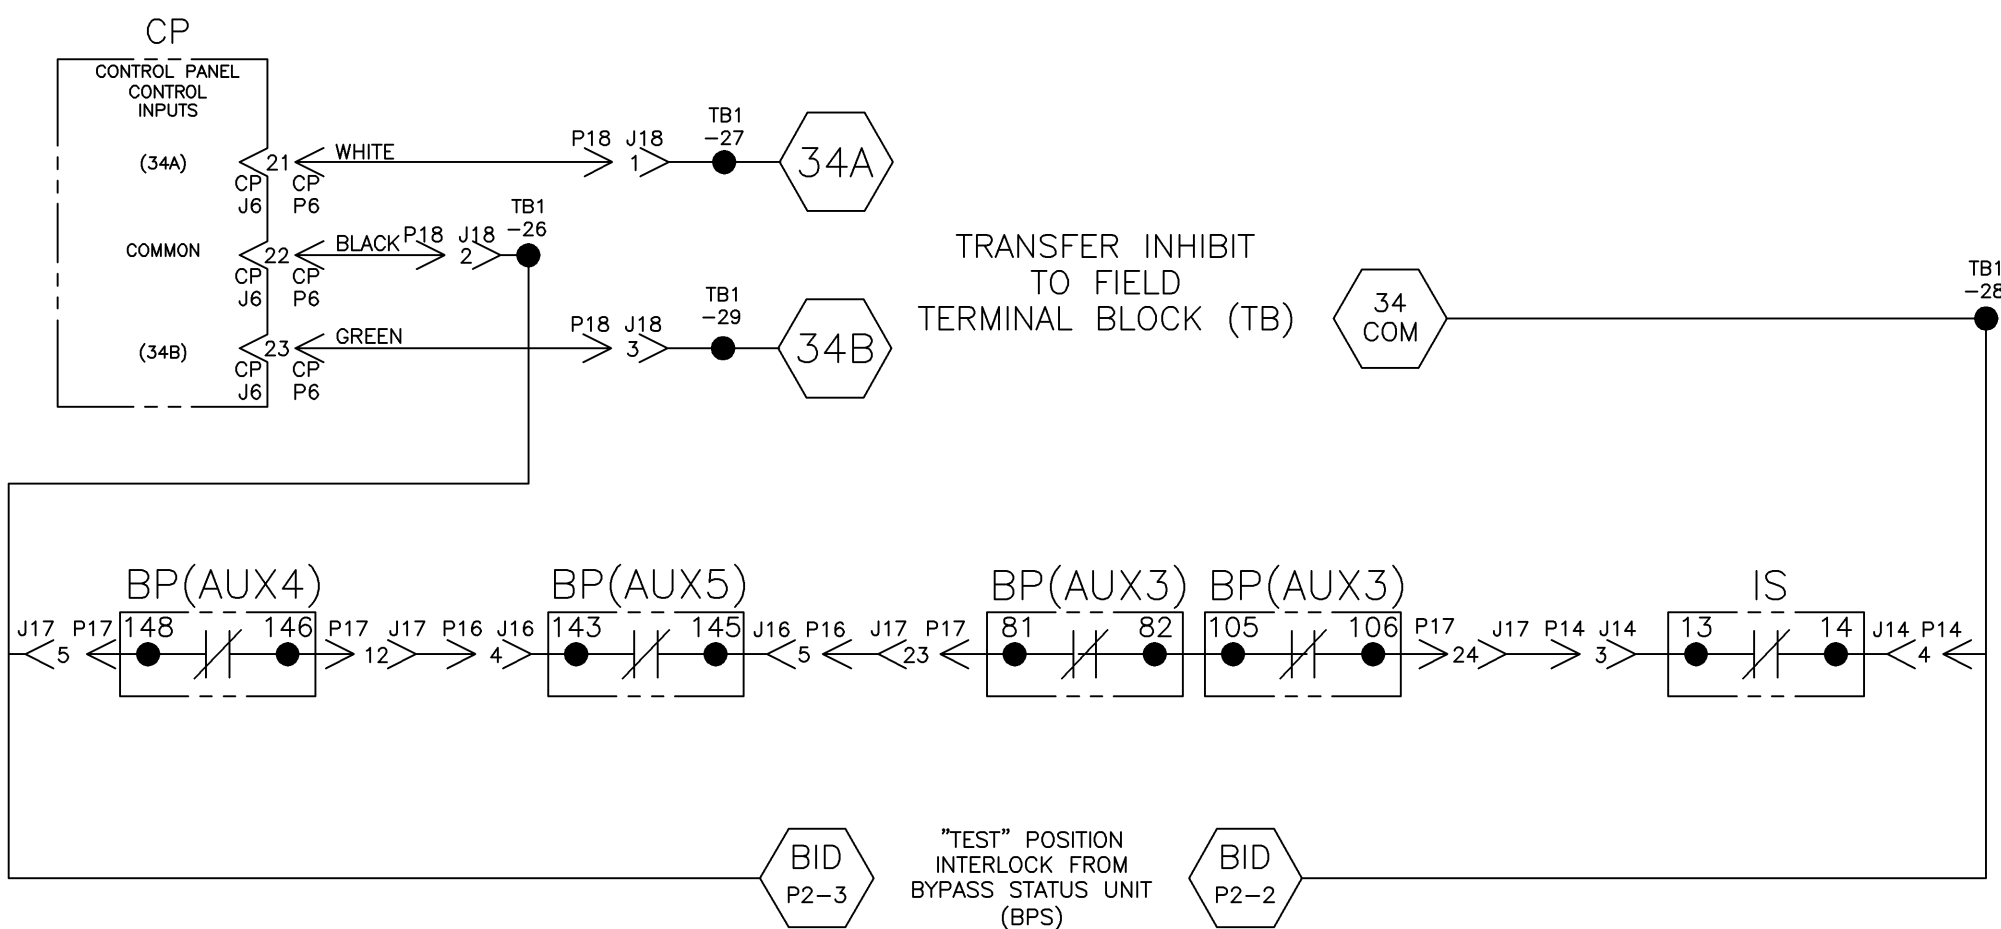 CP
CONTROL PANEL
CONTROL
INPUTS
(34A)
21
CP
J6
CP
P6
WHITE
P18
J18
1
TB1
-27
34A
COMMON
22
CP
J6
CP
P6
BLACK
P18
J18
2
TB1
-26
(34B)
23
CP
J6
CP
P6
GREEN
P18
J18
3
TB1
-29
34B
TRANSFER INHIBIT
TO FIELD
TERMINAL BLOCK (TB)
34
COM
TB1
-28
BP(AUX4)
BP(AUX5)
BP(AUX3)
BP(AUX3)
IS
J17
5
P17
148
146
P17
12
J17
P16
4
J16
143
145
J16
5
P16
J17
23
P17
81
82
105
106
P17
24
J17
P14
3
J14
13
14
J14
4
P14
BID
P2-3
"TEST" POSITION
INTERLOCK FROM
BYPASS STATUS UNIT
(BPS)
BID
P2-2